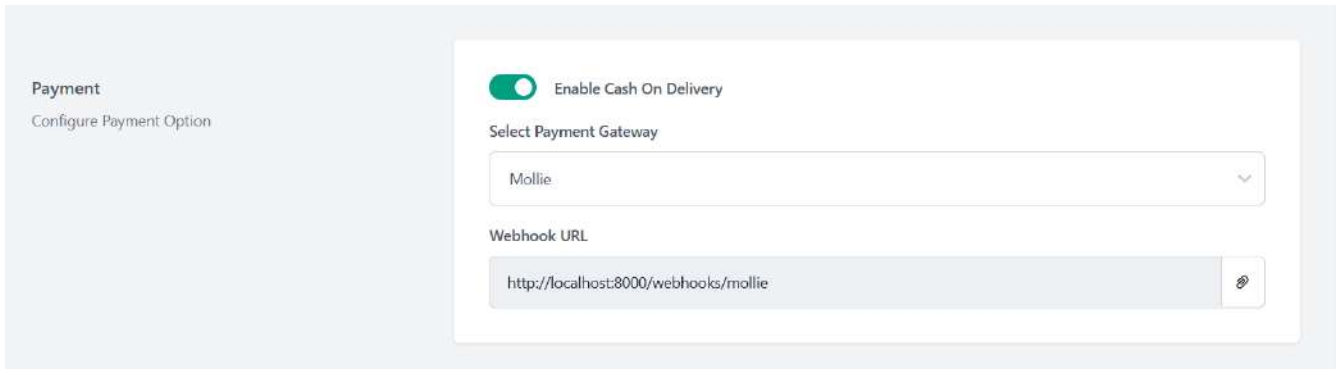 Payment
Configure Payment Option
Enable Cash On Delivery
Select Payment Gateway
Mollie
Webhook URL
http://localhost:8000/webhooks/mollie